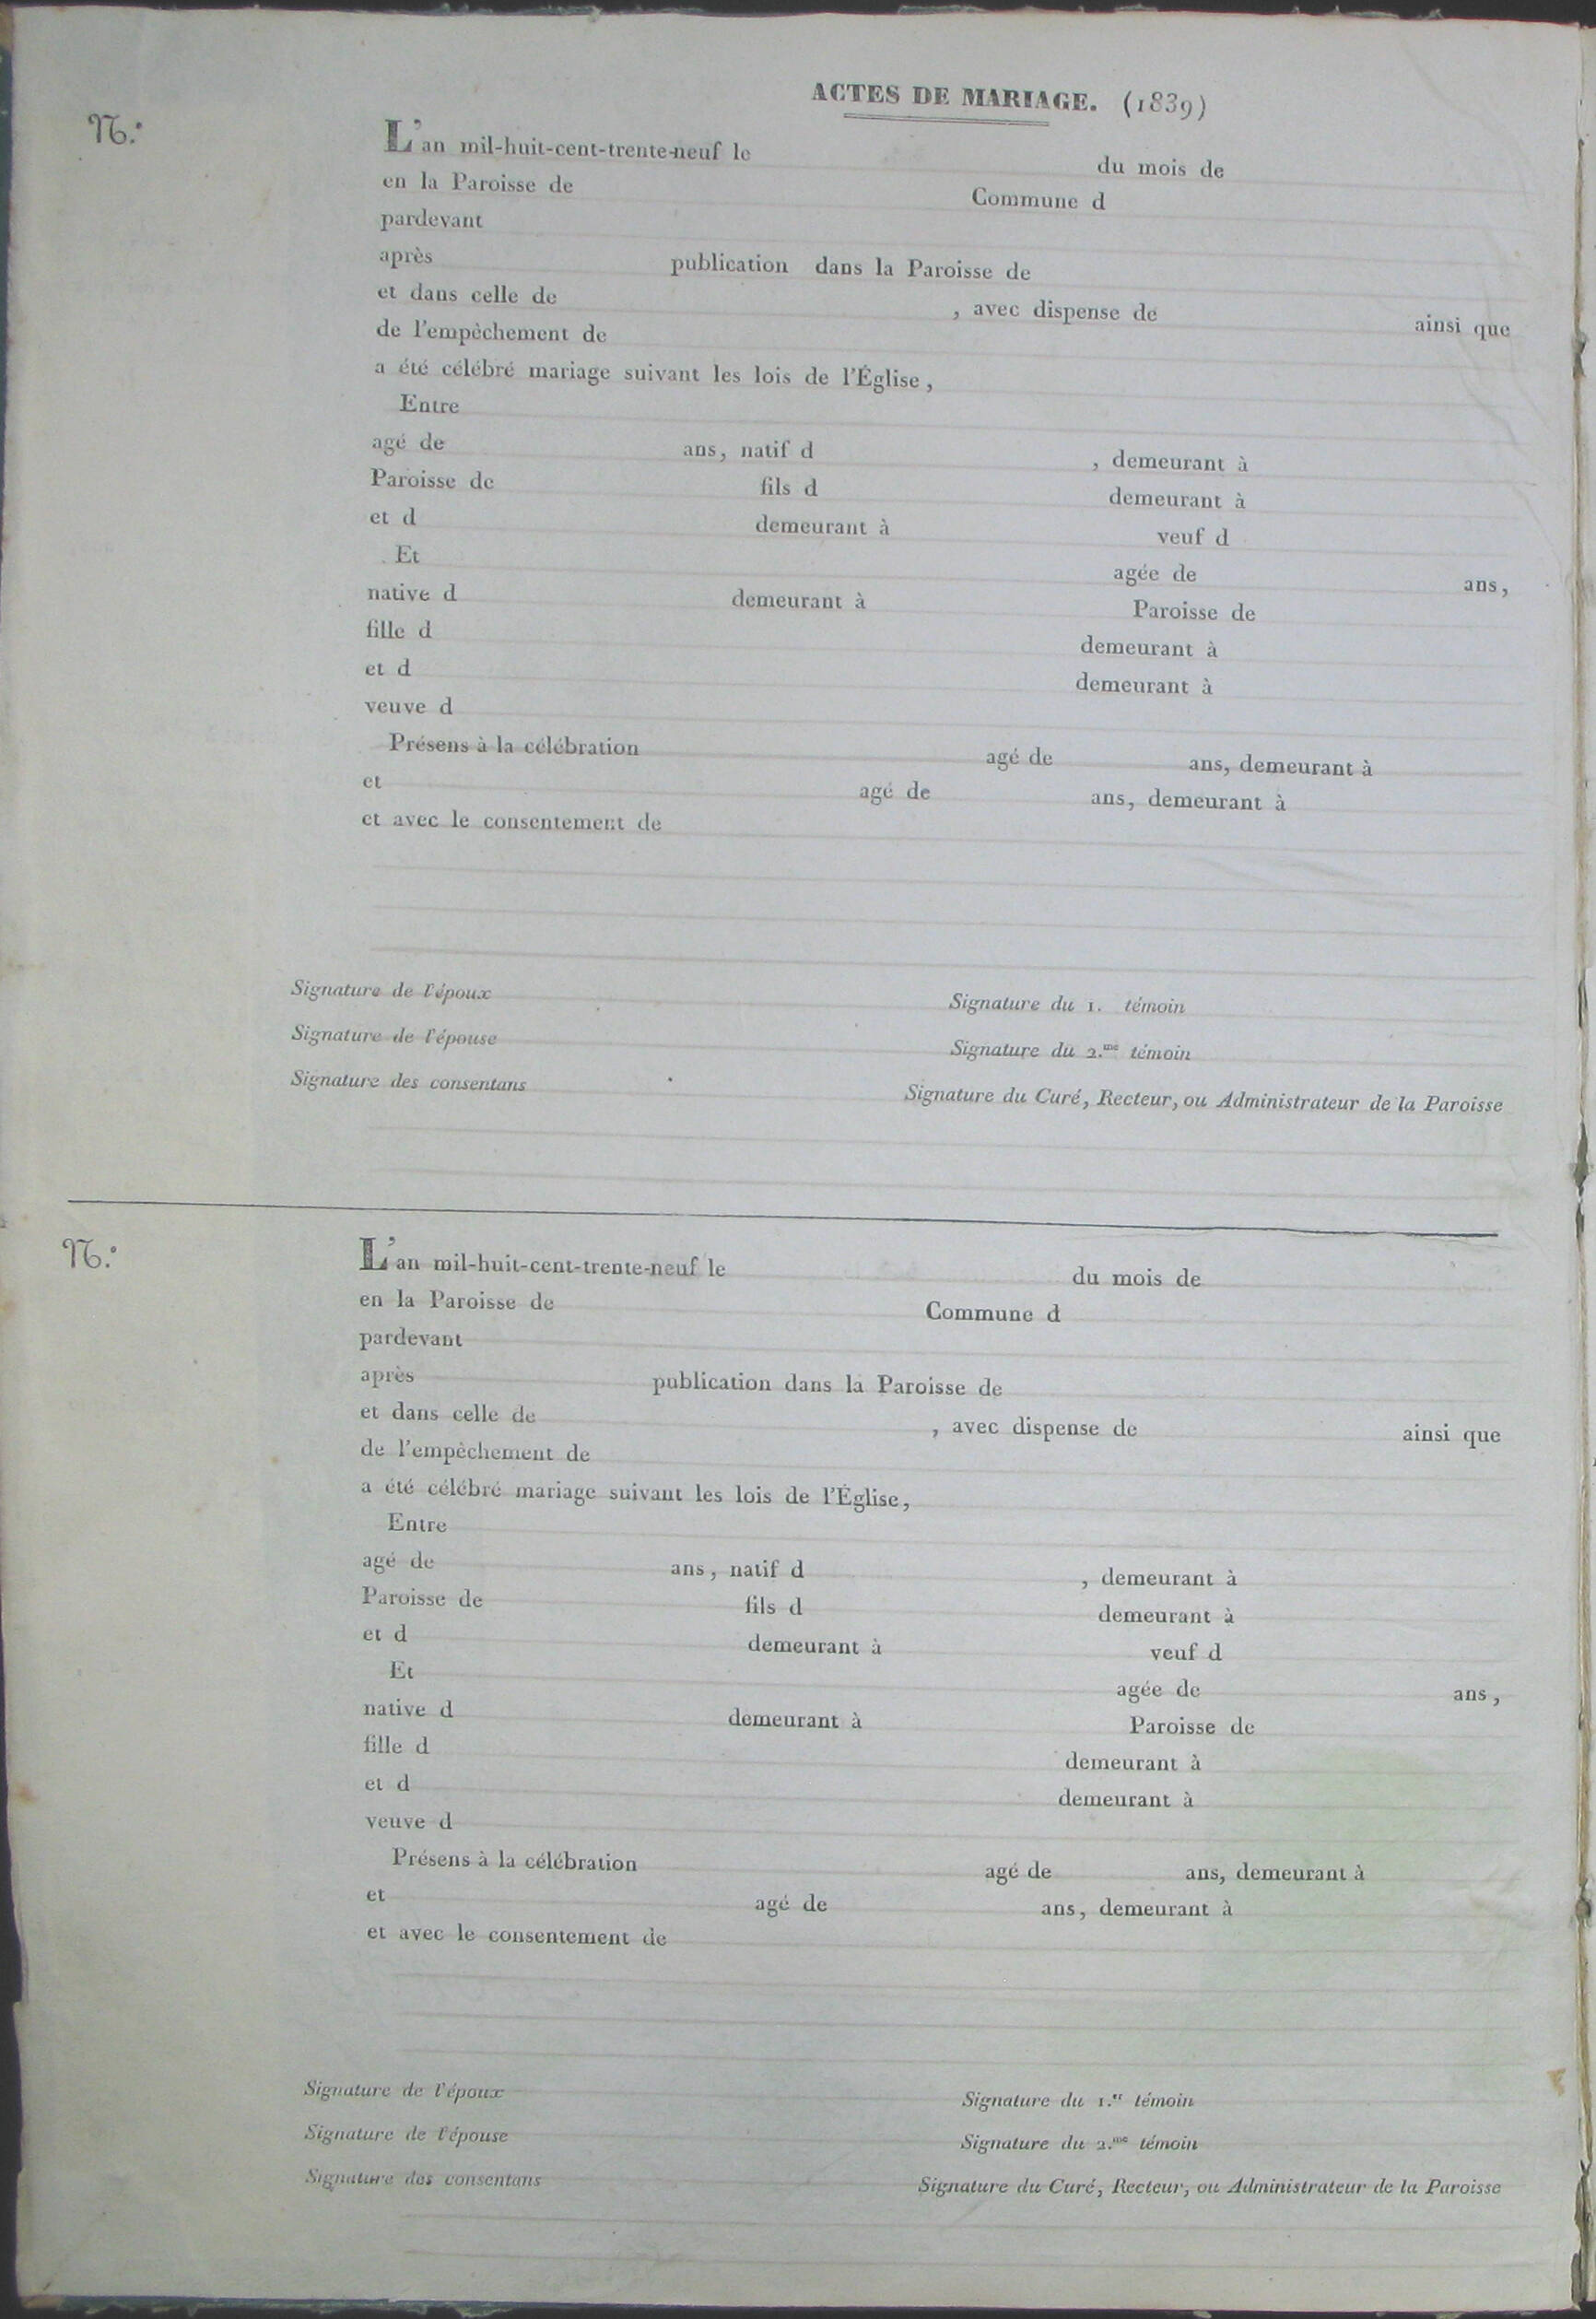 ACTES DE MARIAGE. (1839)
N.o
L'an mil-huit-cent-trente-neuf le du mois de
en la Paroisse de Commune d
pardevant
après publication dans la Paroisse de
et dans celle de , avec dispense de ainsi que
de l'empèchement de
a été célébré mariage suivant les lois de l'Église,
Entre
agé de ans, natif d , demeurant à
Paroisse de fils d demeurant à
et d demeurant à veuf d
Et agée de ans,
native d demeurant à Paroisse de
fille d demeurant à
et d demeurant à
veuve d
Présens à la célébration agé de ans, demeurant à
et agé de ans, demeurant à
et avec le consentement de
Signature de l'époux Signature du 1. témoin
Signature de l'épouse Signature du 2.me témoin
Signature des consentans Signature du Curé, Recteur, ou Administrateur de la Paroisse
N.o
L'an mil-huit-cent-trente-neuf le du mois de
en la Paroisse de Commune d
pardevant
après publication dans la Paroisse de
et dans celle de , avec dispense de ainsi que
de l'empèchement de
a été célébré mariage suivant les lois de l'Église,
Entre
agé de ans, natif d , demeurant à
Paroisse de fils d demeurant à
et d demeurant à veuf d
Et agée de ans,
native d demeurant à Paroisse de
fille d demeurant à
et d demeurant à
veuve d
Présens à la célébration agé de ans, demeurant à
et agé de ans, demeurant à
et avec le consentement de
Signature de l'époux Signature du 1.er témoin
Signature de l'épouse Signature du 2.me témoin
Signature des consentans Signature du Curé, Recteur, ou Administrateur de la Paroisse